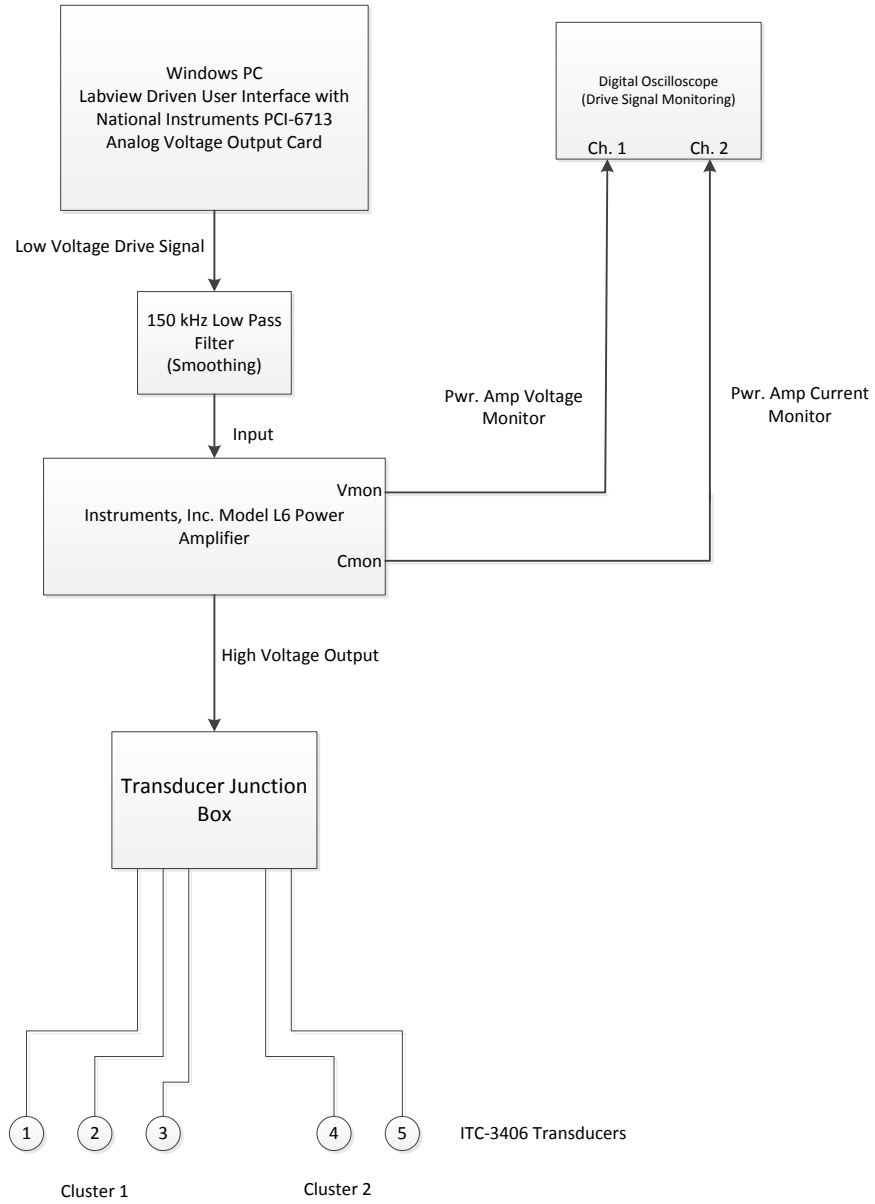 Windows PC
Labview Driven User Interface with
National Instruments PCI-6713
Analog Voltage Output Card
Digital Oscilloscope
(Drive Signal Monitoring)
Ch. 1
Ch. 2
Low Voltage Drive Signal
150 kHz Low Pass
Filter
(Smoothing)
Pwr. Amp Voltage
Monitor
Pwr. Amp Current
Monitor
Input
Vmon
Instruments, Inc. Model L6 Power
Amplifier
Cmon
High Voltage Output
Transducer Junction
Box
1
2
3
4
5
ITC-3406 Transducers
Cluster 1
Cluster 2